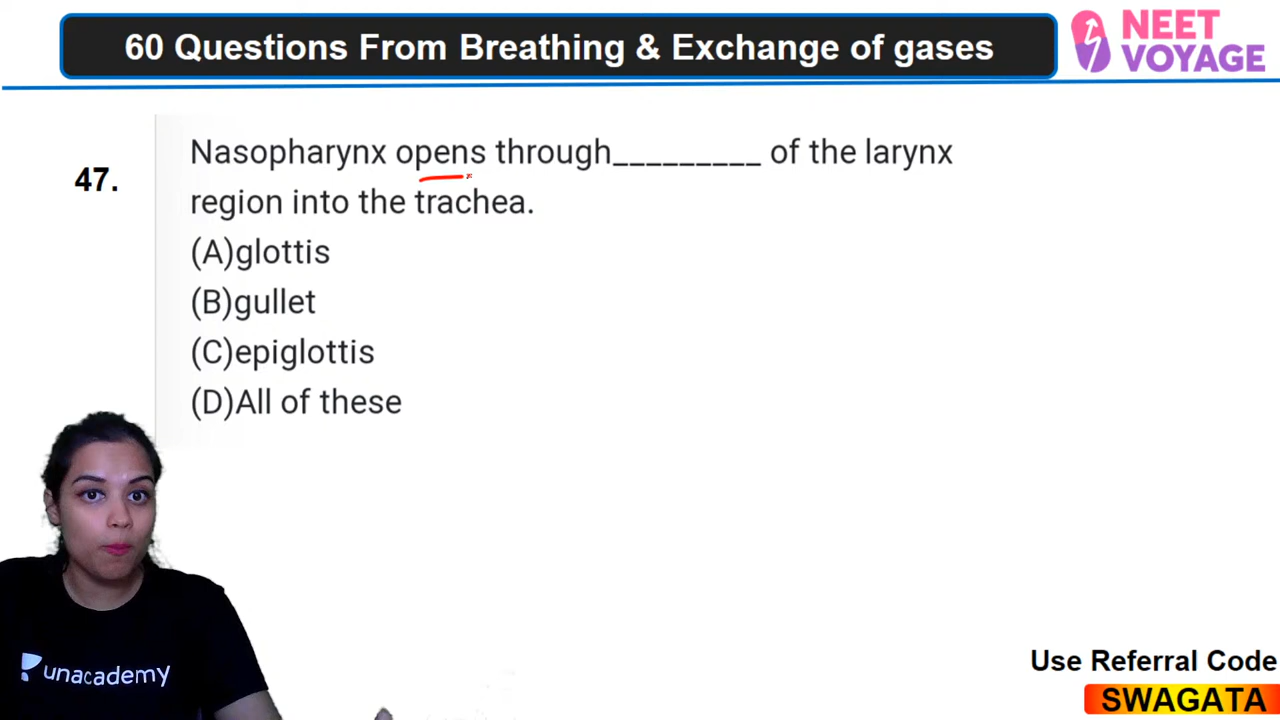 60 Questions From Breathing & Exchange of gases
NEET
VOYAGE
47.
Nasopharynx opens through_________ of the larynx
region into the trachea.
(A)glottis
(B)gullet
(C)epiglottis
(D)All of these
unacademy
Use Referral Code
SWAGATA